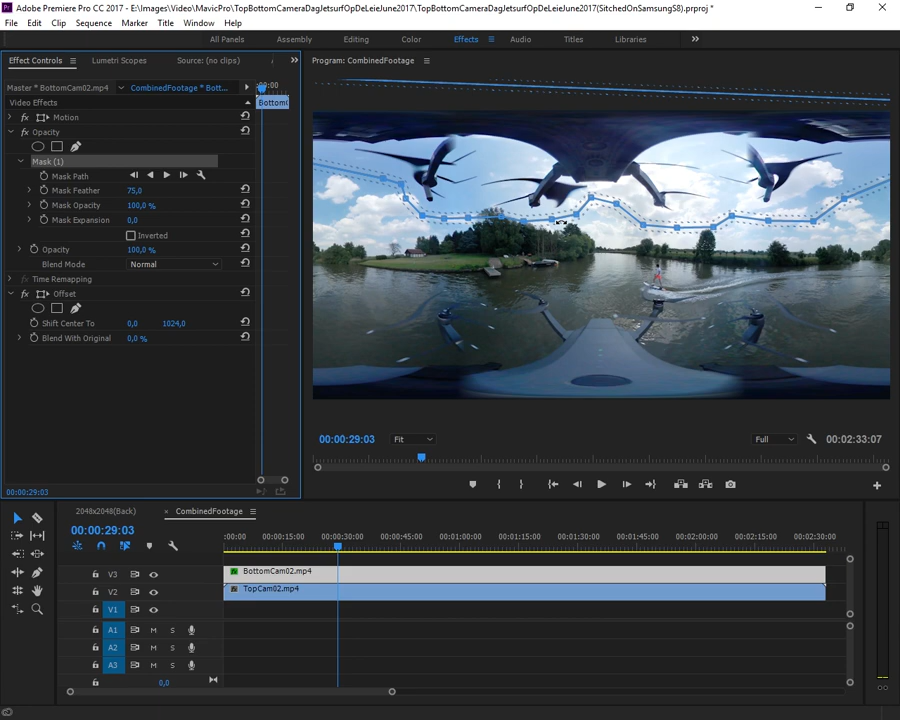 Adobe Premiere Pro CC 2017 - E:\Images\Video\MavicPro\TopBottomCameraDagJetsurfOpDeLeieJune2017\TopBottomCameraDagJetsurfOpDeLeieJune2017(SitchedOnSamsungS8).prproj *
File Edit Clip Sequence Marker Title Window Help
All Panels Assembly Editing Color Effects Audio Titles Libraries
Effect Controls Lumetri Scopes Source: (no clips) Program: CombinedFootage
Master * BottomCam02.mp4 CombinedFootage * Bott... :00:00
Video Effects
fx Motion
fx Opacity
Mask (1)
Mask Path
Mask Feather 75,0
Mask Opacity 100,0 %
Mask Expansion 0,0
Inverted
Opacity 100,0 %
Blend Mode Normal
Time Remapping
fx Offset
Shift Center To 0,0 1024,0
Blend With Original 0,0 %
00:00:29:03 Fit Full 00:02:33:07
00:00:29:03
2048x2048(Back) CombinedFootage
00:00:29:03
:00:00 00:00:15:00 00:00:30:00 00:00:45:00 00:01:00:00 00:01:15:00 00:01:30:00 00:01:45:00 00:02:00:00 00:02:15:00 00:02:30:00
V3 BottomCam02.mp4
V2 TopCam02.mp4
V1
A1 M S
A2 M S
A3 M S
0,0